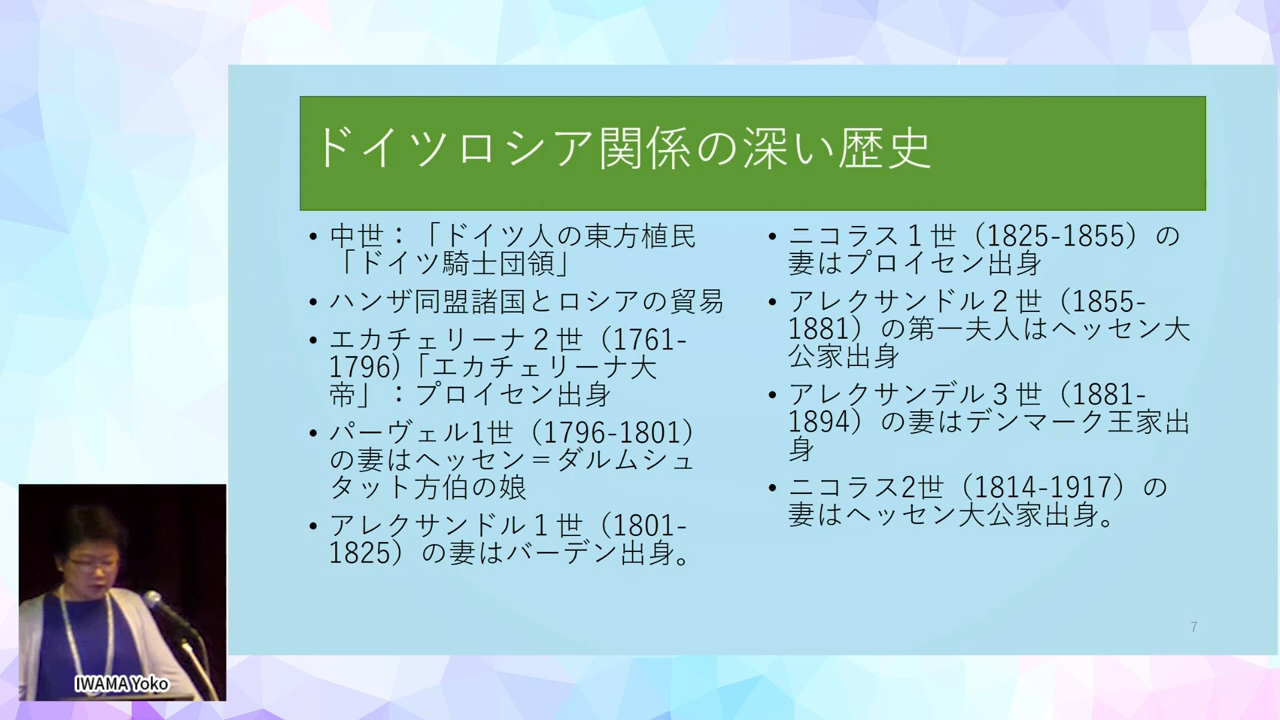 ドイツロシア関係の深い歴史
• 中世：「ドイツ人の東方植民
「ドイツ騎士団領」
• ハンザ同盟諸国とロシアの貿易
• エカチェリーナ２世（1761-
1796)「エカチェリーナ大
帝」：プロイセン出身
• パーヴェル1世（1796-1801）
の妻はヘッセン＝ダルムシュ
タット方伯の娘
• アレクサンドル１世（1801-
1825）の妻はバーデン出身。
• ニコラス１世（1825-1855）の
妻はプロイセン出身
• アレクサンドル２世（1855-
1881）の第一夫人はヘッセン大
公家出身
• アレクサンデル３世（1881-
1894）の妻はデンマーク王家出
身
• ニコラス2世（1814-1917）の
妻はヘッセン大公家出身。
7
IWAMA Yoko